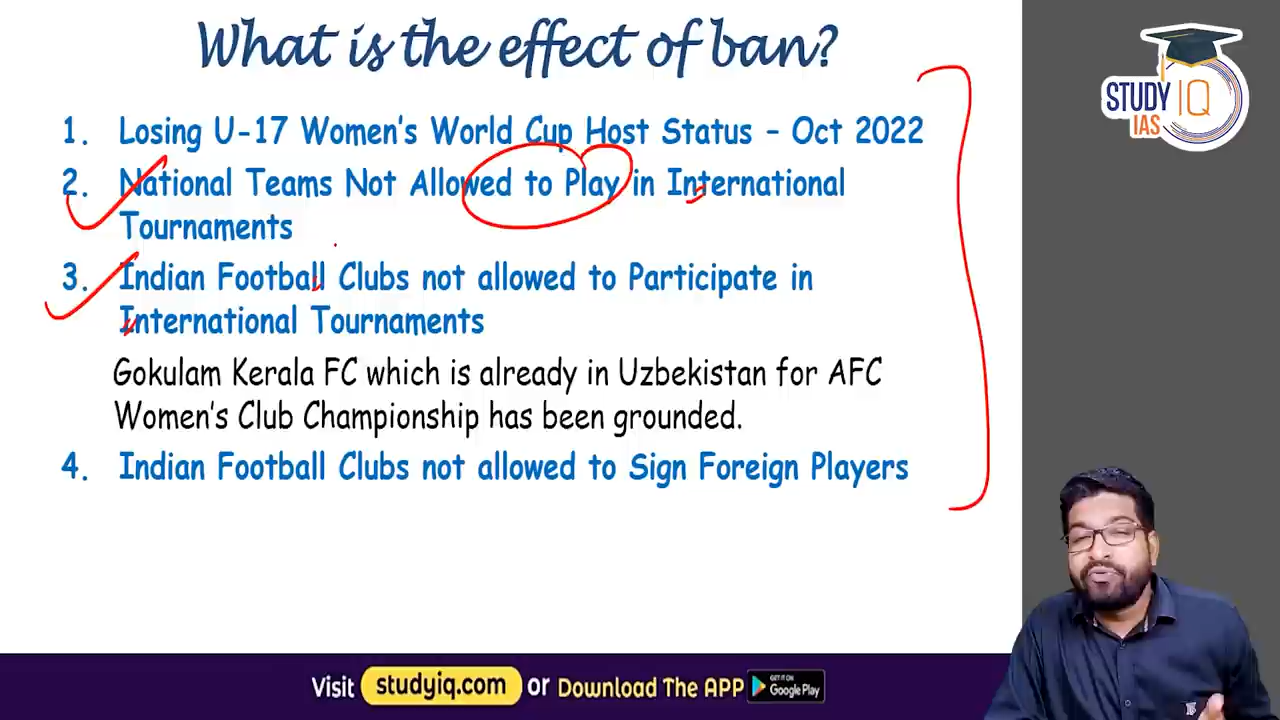 What is the effect of ban?
STUDY IQ
IAS
1. Losing U-17 Women's World Cup Host Status – Oct 2022
2. National Teams Not Allowed to Play in International
Tournaments
3. Indian Football Clubs not allowed to Participate in
International Tournaments
Gokulam Kerala FC which is already in Uzbekistan for AFC
Women's Club Championship has been grounded.
4. Indian Football Clubs not allowed to Sign Foreign Players
Visit studyiq.com or Download The APP GET IT ON Google Play